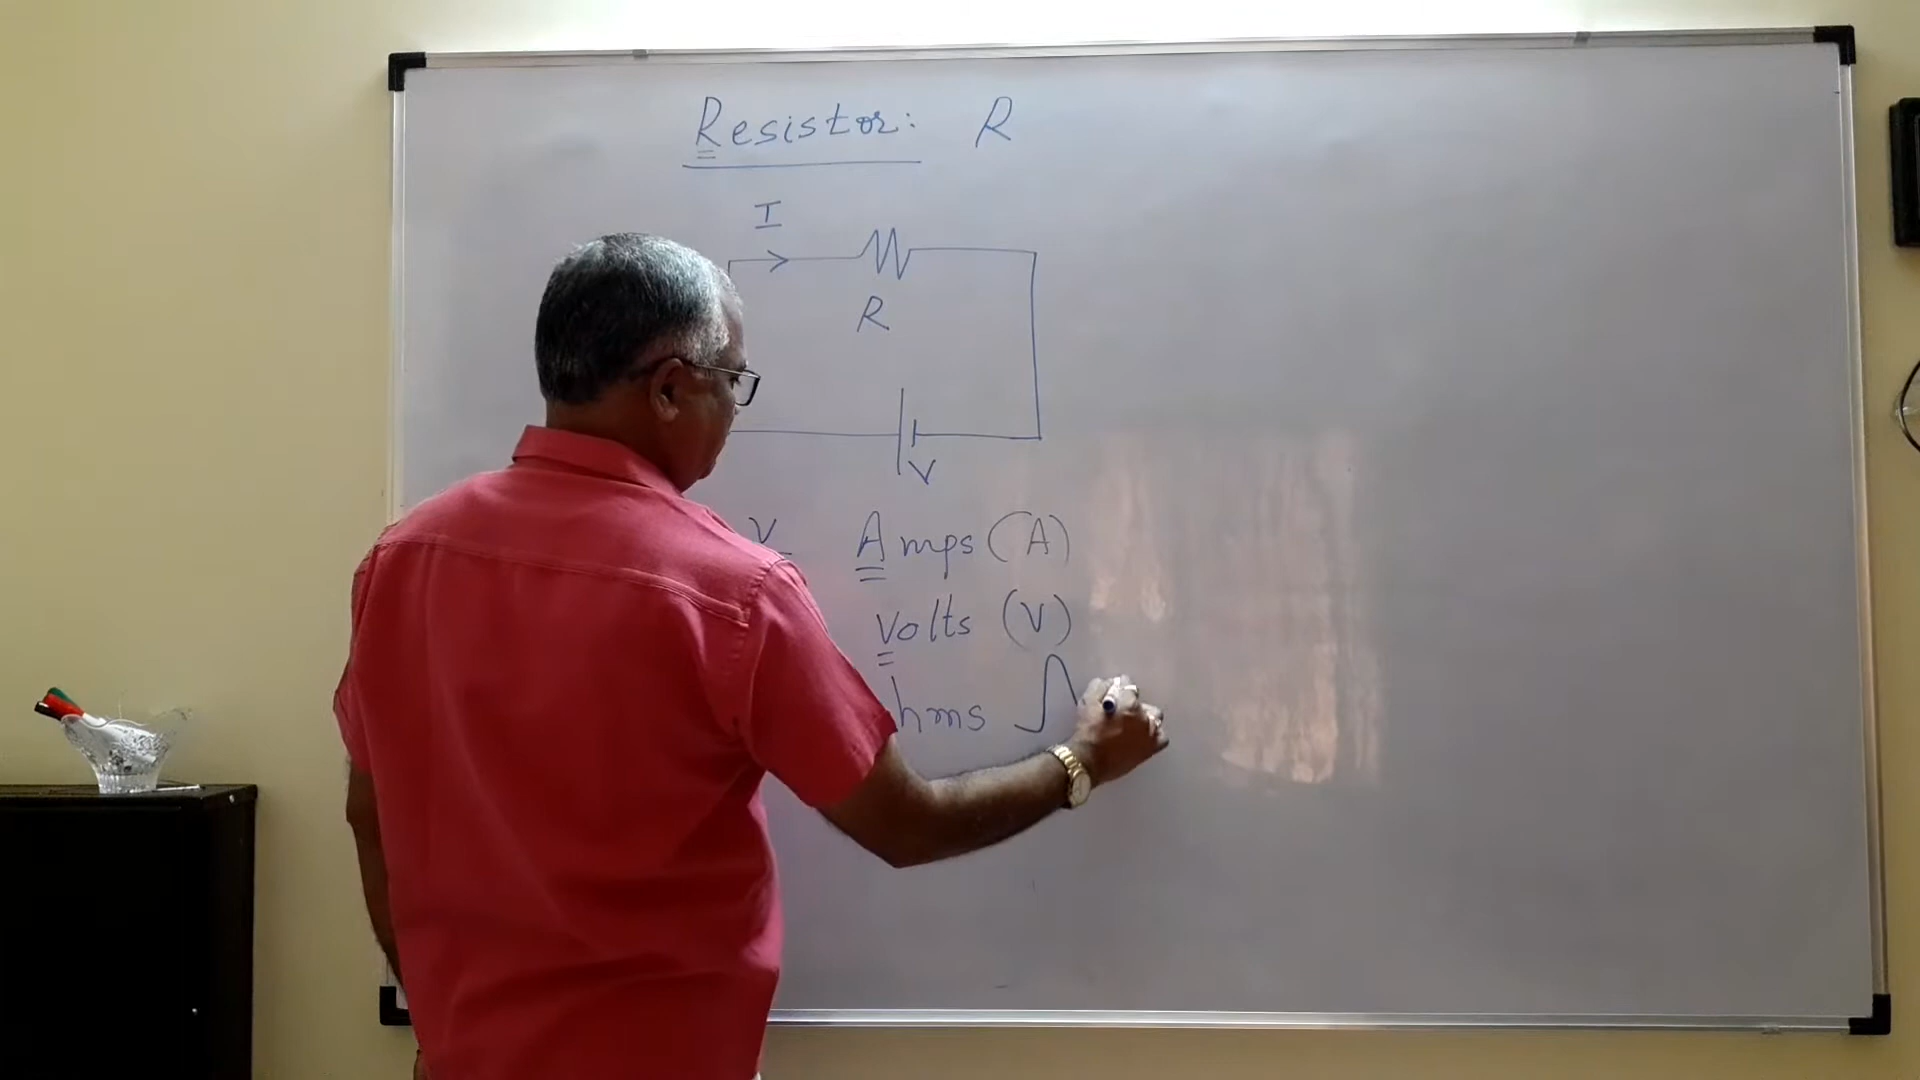 Resistor: R
I
R
V
V Amps (A)
Volts (V)
hms